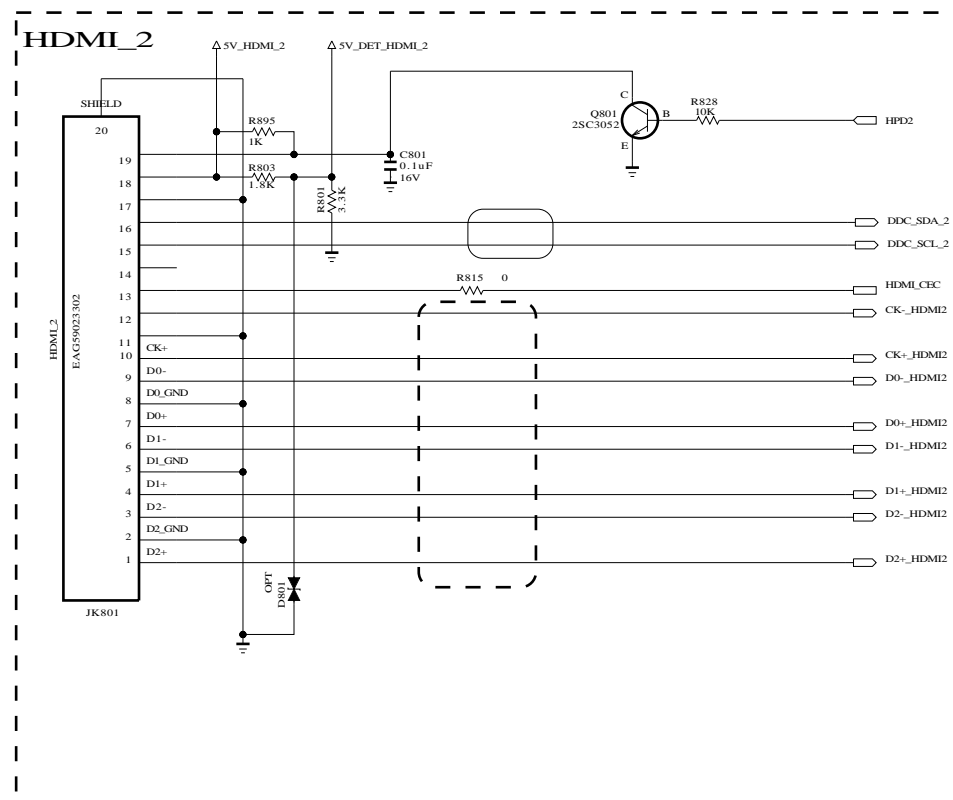 HDMI_2
5V_HDMI_2
5V_DET_HDMI_2
SHIELD
20
R895
1K
C
Q801
2SC3052
B
E
R828
10K
HPD2
19
C801
0.1uF
16V
18
R803
1.8K
R801
3.3K
17
16
DDC_SDA_2
15
DDC_SCL_2
14
R815 0
13
HDMI_CEC
12
CK-_HDMI2
11
CK+
10
CK+_HDMI2
D0-
9
D0-_HDMI2
D0_GND
8
D0+
7
D0+_HDMI2
D1-
6
D1-_HDMI2
D1_GND
5
D1+
4
D1+_HDMI2
D2-
3
D2-_HDMI2
D2_GND
2
D2+
1
D2+_HDMI2
HDMI_2
EAG59023302
OPT
D801
JK801